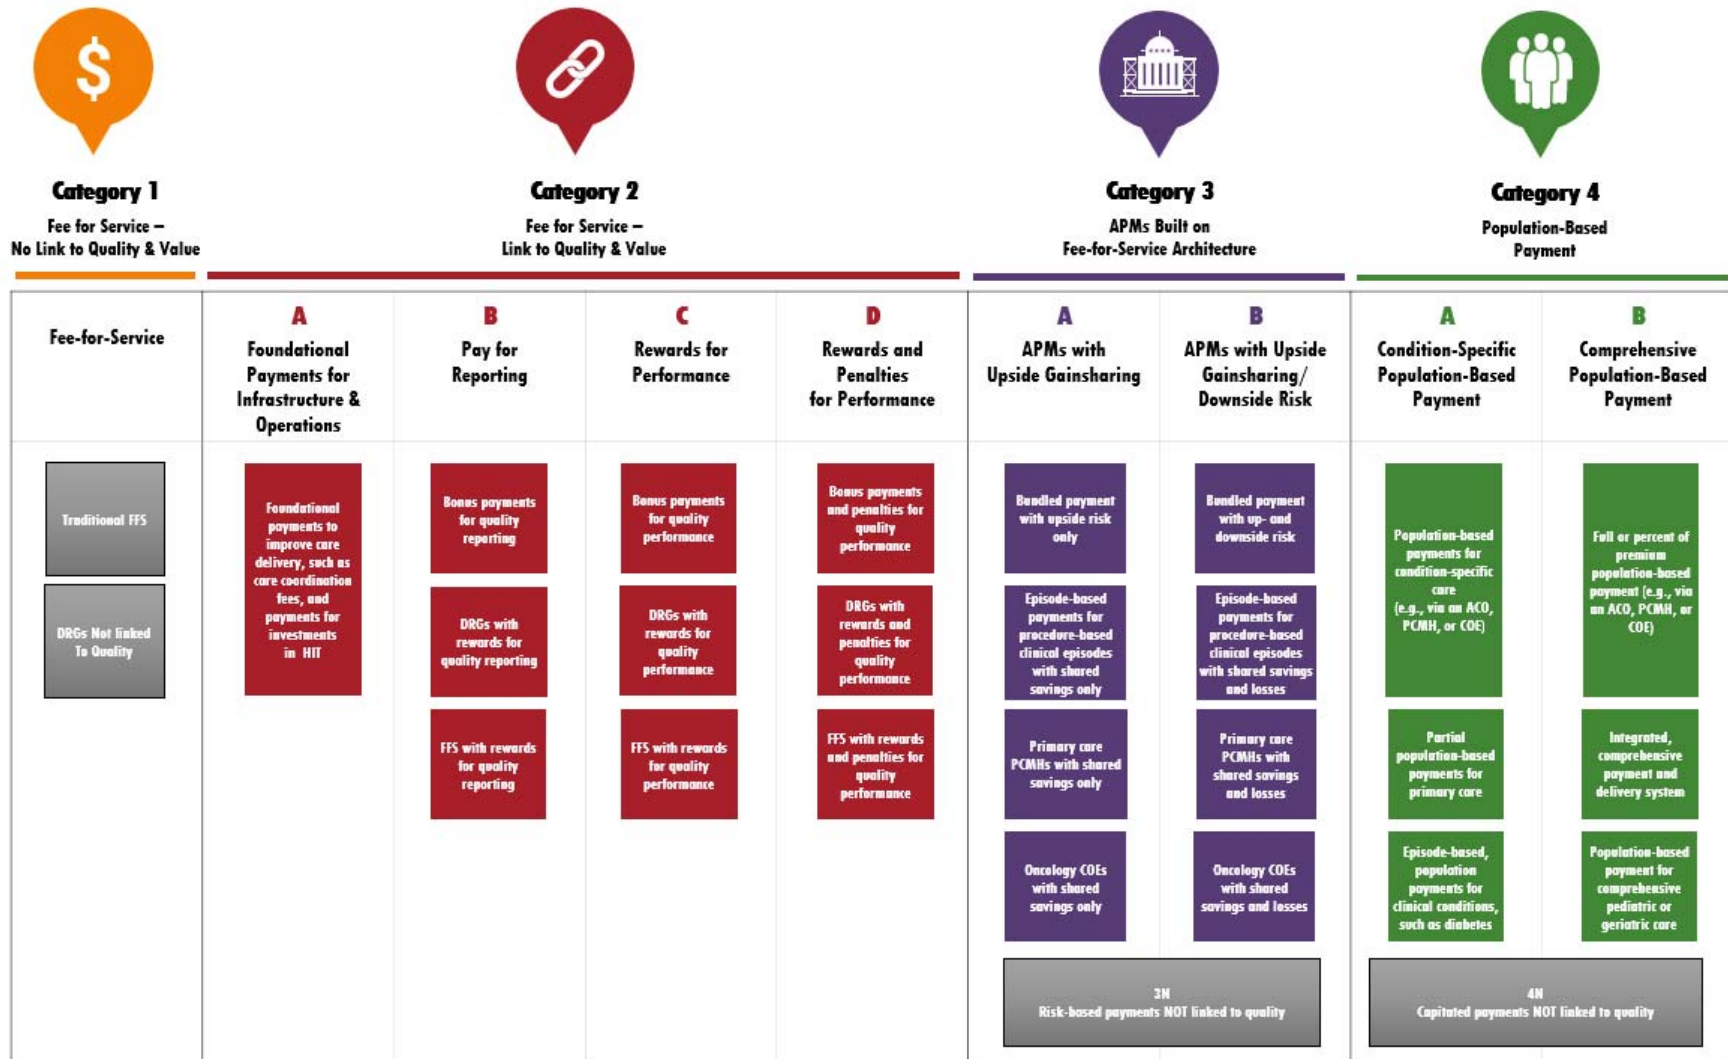 $
Category 1
Fee for Service –
No Link to Quality & Value
Category 2
Fee for Service –
Link to Quality & Value
Category 3
APMs Built on
Fee-for-Service Architecture
Category 4
Population-Based
Payment
Fee-for-Service
A
Foundational
Payments for
Infrastructure &
Operations
B
Pay for
Reporting
C
Rewards for
Performance
D
Rewards and
Penalties
for Performance
A
APMs with
Upside Gainsharing
B
APMs with Upside
Gainsharing/
Downside Risk
A
Condition-Specific
Population-Based
Payment
B
Comprehensive
Population-Based
Payment
Traditional FFS
DRGs Not linked
To Quality
Foundational
payments to
improve care
delivery, such as
care coordination
fees, and
payments for
investments
in HIT
Bonus payments
for quality
reporting
DRGs with
rewards for
quality reporting
FFS with rewards
for quality
reporting
Bonus payments
for quality
performance
DRGs with
rewards for
quality
performance
FFS with rewards
for quality
performance
Bonus payments
and penalties for
quality
performance
DRGs with
rewards and
penalties for
quality
performance
FFS with rewards
and penalties for
quality
performance
Bundled payment
with upside risk
only
Episode-based
payments for
procedure-based
clinical episodes
with shared
savings only
Primary care
PCMHs with shared
savings only
Oncology COEs
with shared
savings only
Bundled payment
with up- and
downside risk
Episode-based
payments for
procedure-based
clinical episodes
with shared savings
and losses
Primary care
PCMHs with
shared savings
and losses
Oncology COEs
with shared
savings and losses
3N
Risk-based payments NOT linked to quality
Population-based
payments for
condition-specific
care
(e.g., via an ACO,
PCMH, or COE)
Partial
population-based
payments for
primary care
Episode-based,
population
payments for
clinical conditions,
such as diabetes
Full or percent of
premium
population-based
payment (e.g., via
an ACO, PCMH, or
COE)
Integrated,
comprehensive
payment and
delivery system
Population-based
payment for
comprehensive
pediatric or
geriatric care
4N
Capitated payments NOT linked to quality